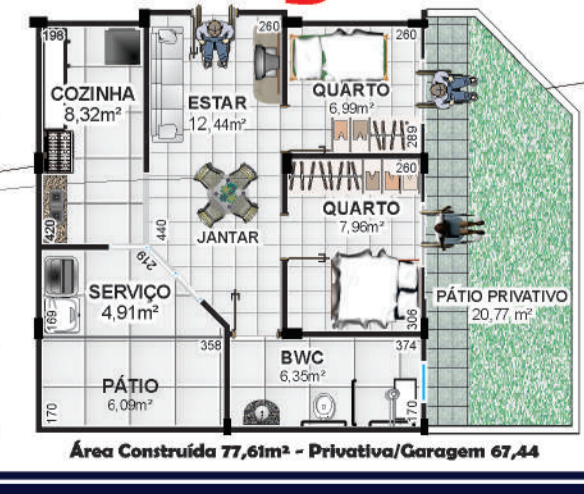 198
260
260
COZINHA
8,32m²
ESTAR
12,44m²
QUARTO
6,99m²
289
260
QUARTO
7,96m²
420
440
JANTAR
219
SERVIÇO
4,91m²
169
306
PÁTIO PRIVATIVO
20,77 m²
358
374
BWC
6,35m²
PÁTIO
6,09m²
170
170
Área Construída 77,61m² - Privativa/Garagem 67,44